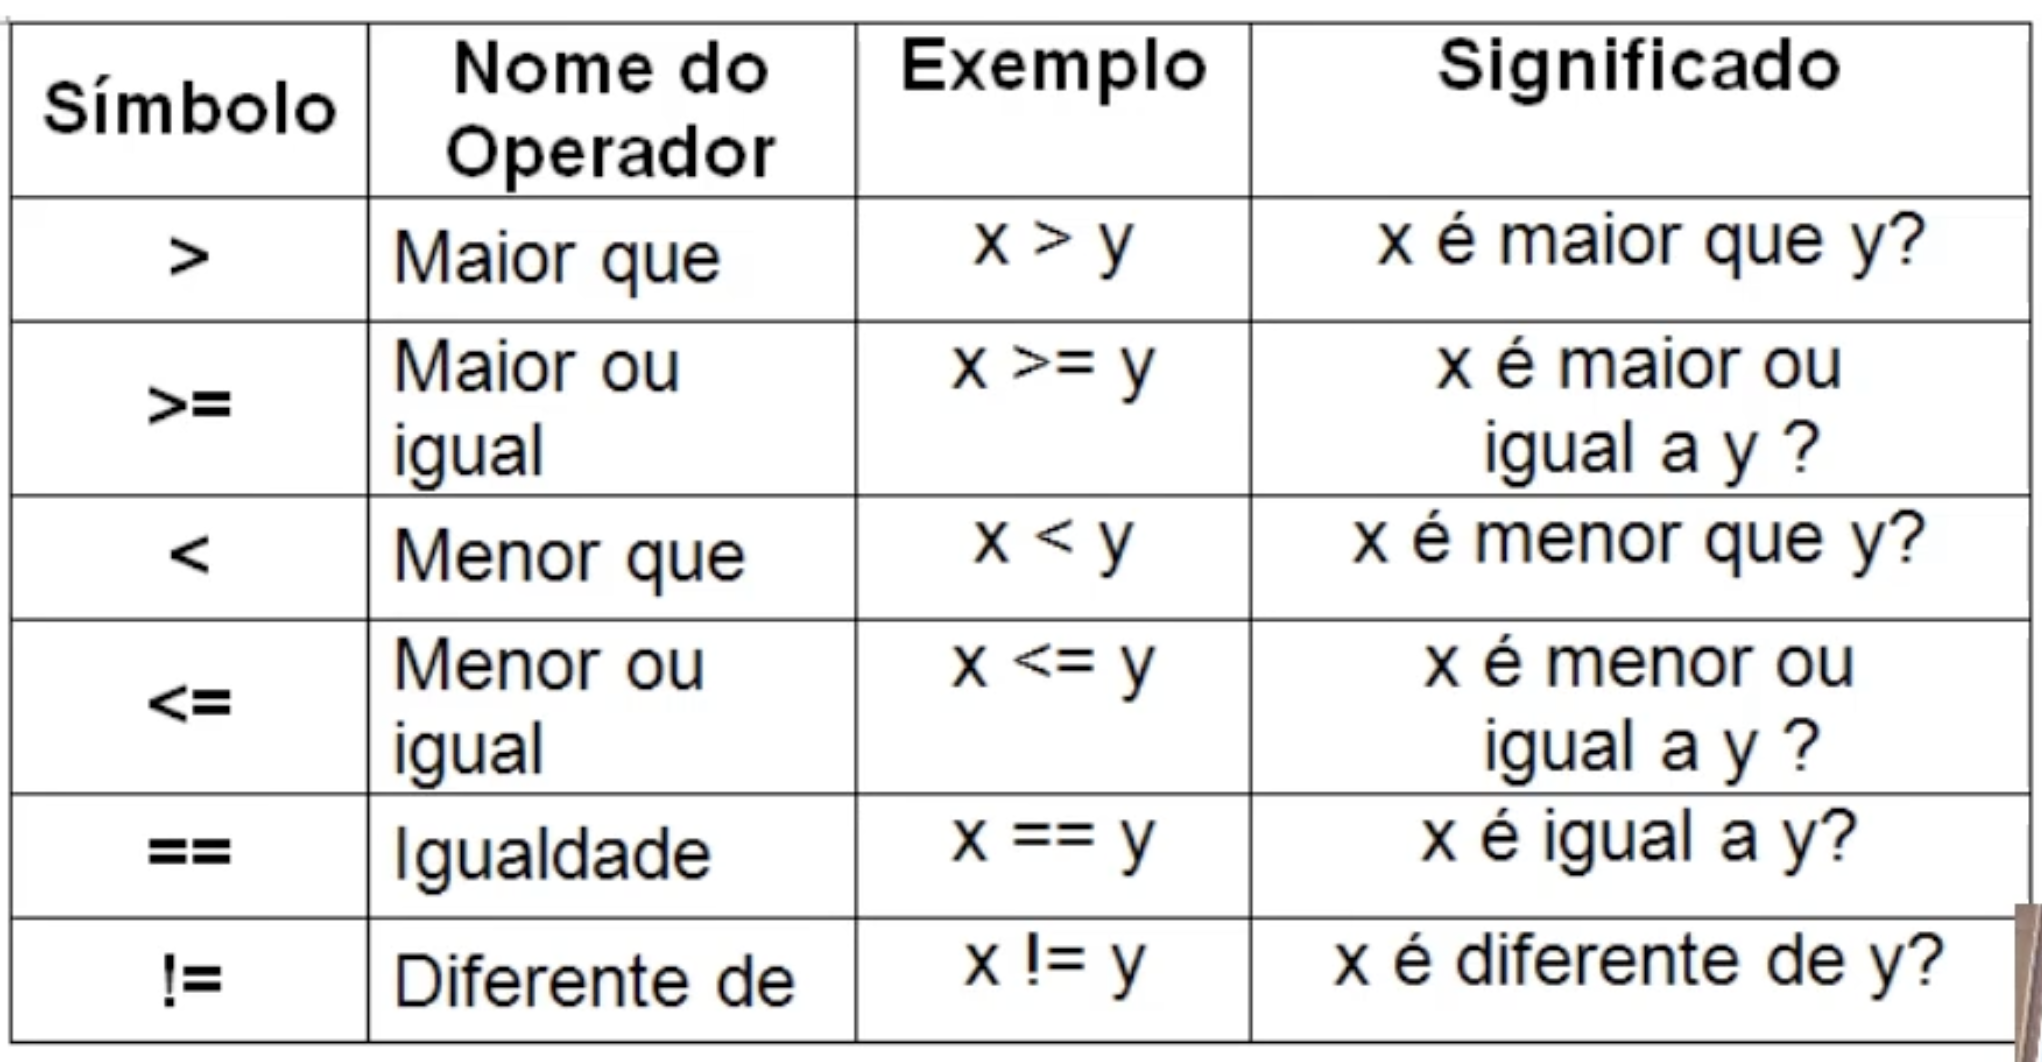 Símbolo
Nome do
Operador
Exemplo
Significado
>
Maior que
x > y
x é maior que y?
>=
Maior ou
igual
x >= y
x é maior ou
igual a y ?
<
Menor que
x < y
x é menor que y?
<=
Menor ou
igual
x <= y
x é menor ou
igual a y ?
==
Igualdade
x == y
x é igual a y?
!=
Diferente de
x != y
x é diferente de y?